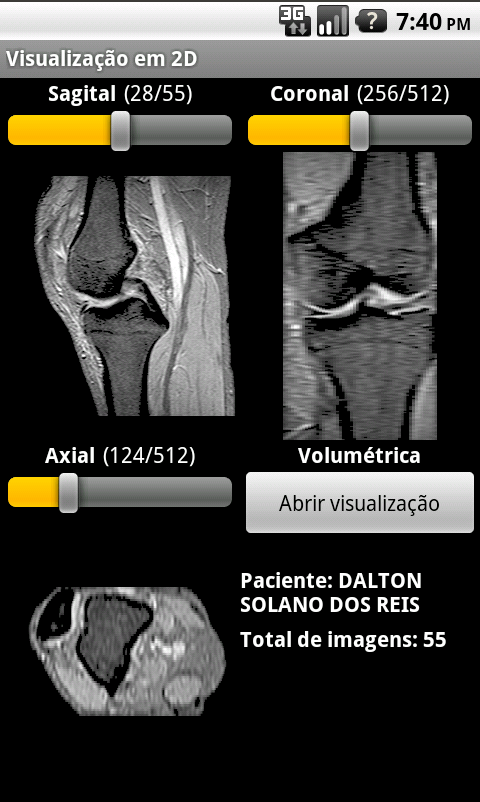 3G ? 7:40 PM
Visualização em 2D
Sagital (28/55)
Coronal (256/512)
Axial (124/512)
Volumétrica
Abrir visualização
Paciente: DALTON
SOLANO DOS REIS
Total de imagens: 55